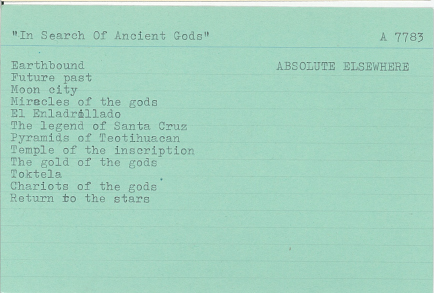 "In Search Of Ancient Gods" A 7783
Earthbound ABSOLUTE ELSEWHERE
Future past
Moon city
Miracles of the gods
El Enladrillado
The legend of Santa Cruz
Pyramids of Teotihuacan
Temple of the inscription
The gold of the gods
Toktela
Chariots of the gods
Return to the stars